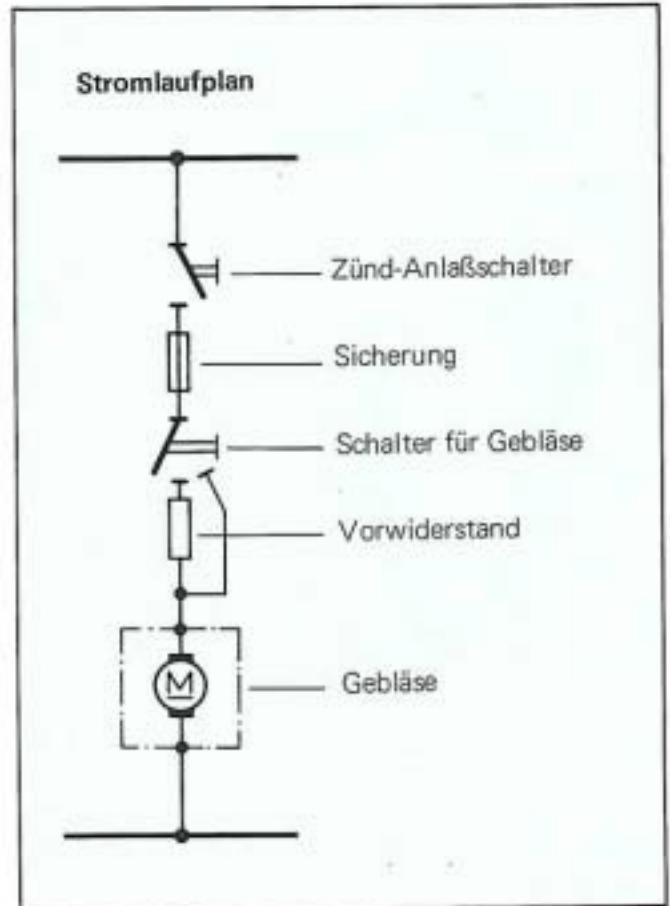 Stromlaufplan
Zünd-Anlaßschalter
Sicherung
Schalter für Gebläse
Vorwiderstand
M
Gebläse